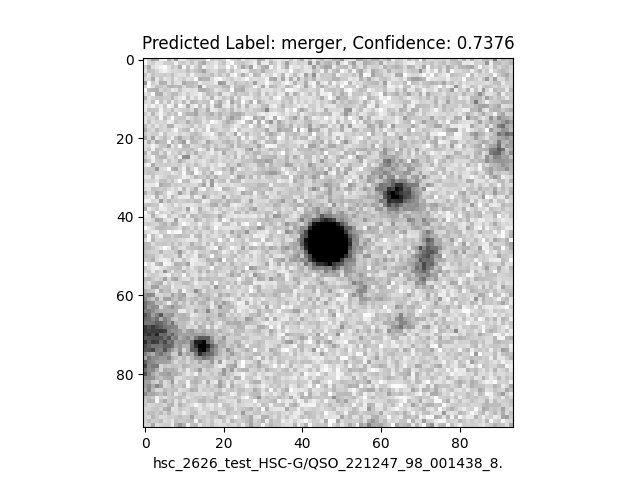 Predicted Label: merger, Confidence: 0.7376
0
20
40
60
80
0 20 40 60 80
hsc_2626_test_HSC-G/QSO_221247_98_001438_8.